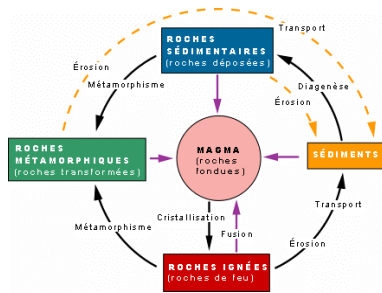 Transport
ROCHES
SÉDIMENTAIRES
(roches déposées)
Érosion
Métamorphisme
Diagenèse
Érosion
ROCHES
MÉTAMORPHIQUES
(roches transformées)
MAGMA
(roches
fondues)
SÉDIMENTS
Cristallisation
Transport
Métamorphisme
Fusion
Érosion
ROCHES IGNÉES
(roches de feu)